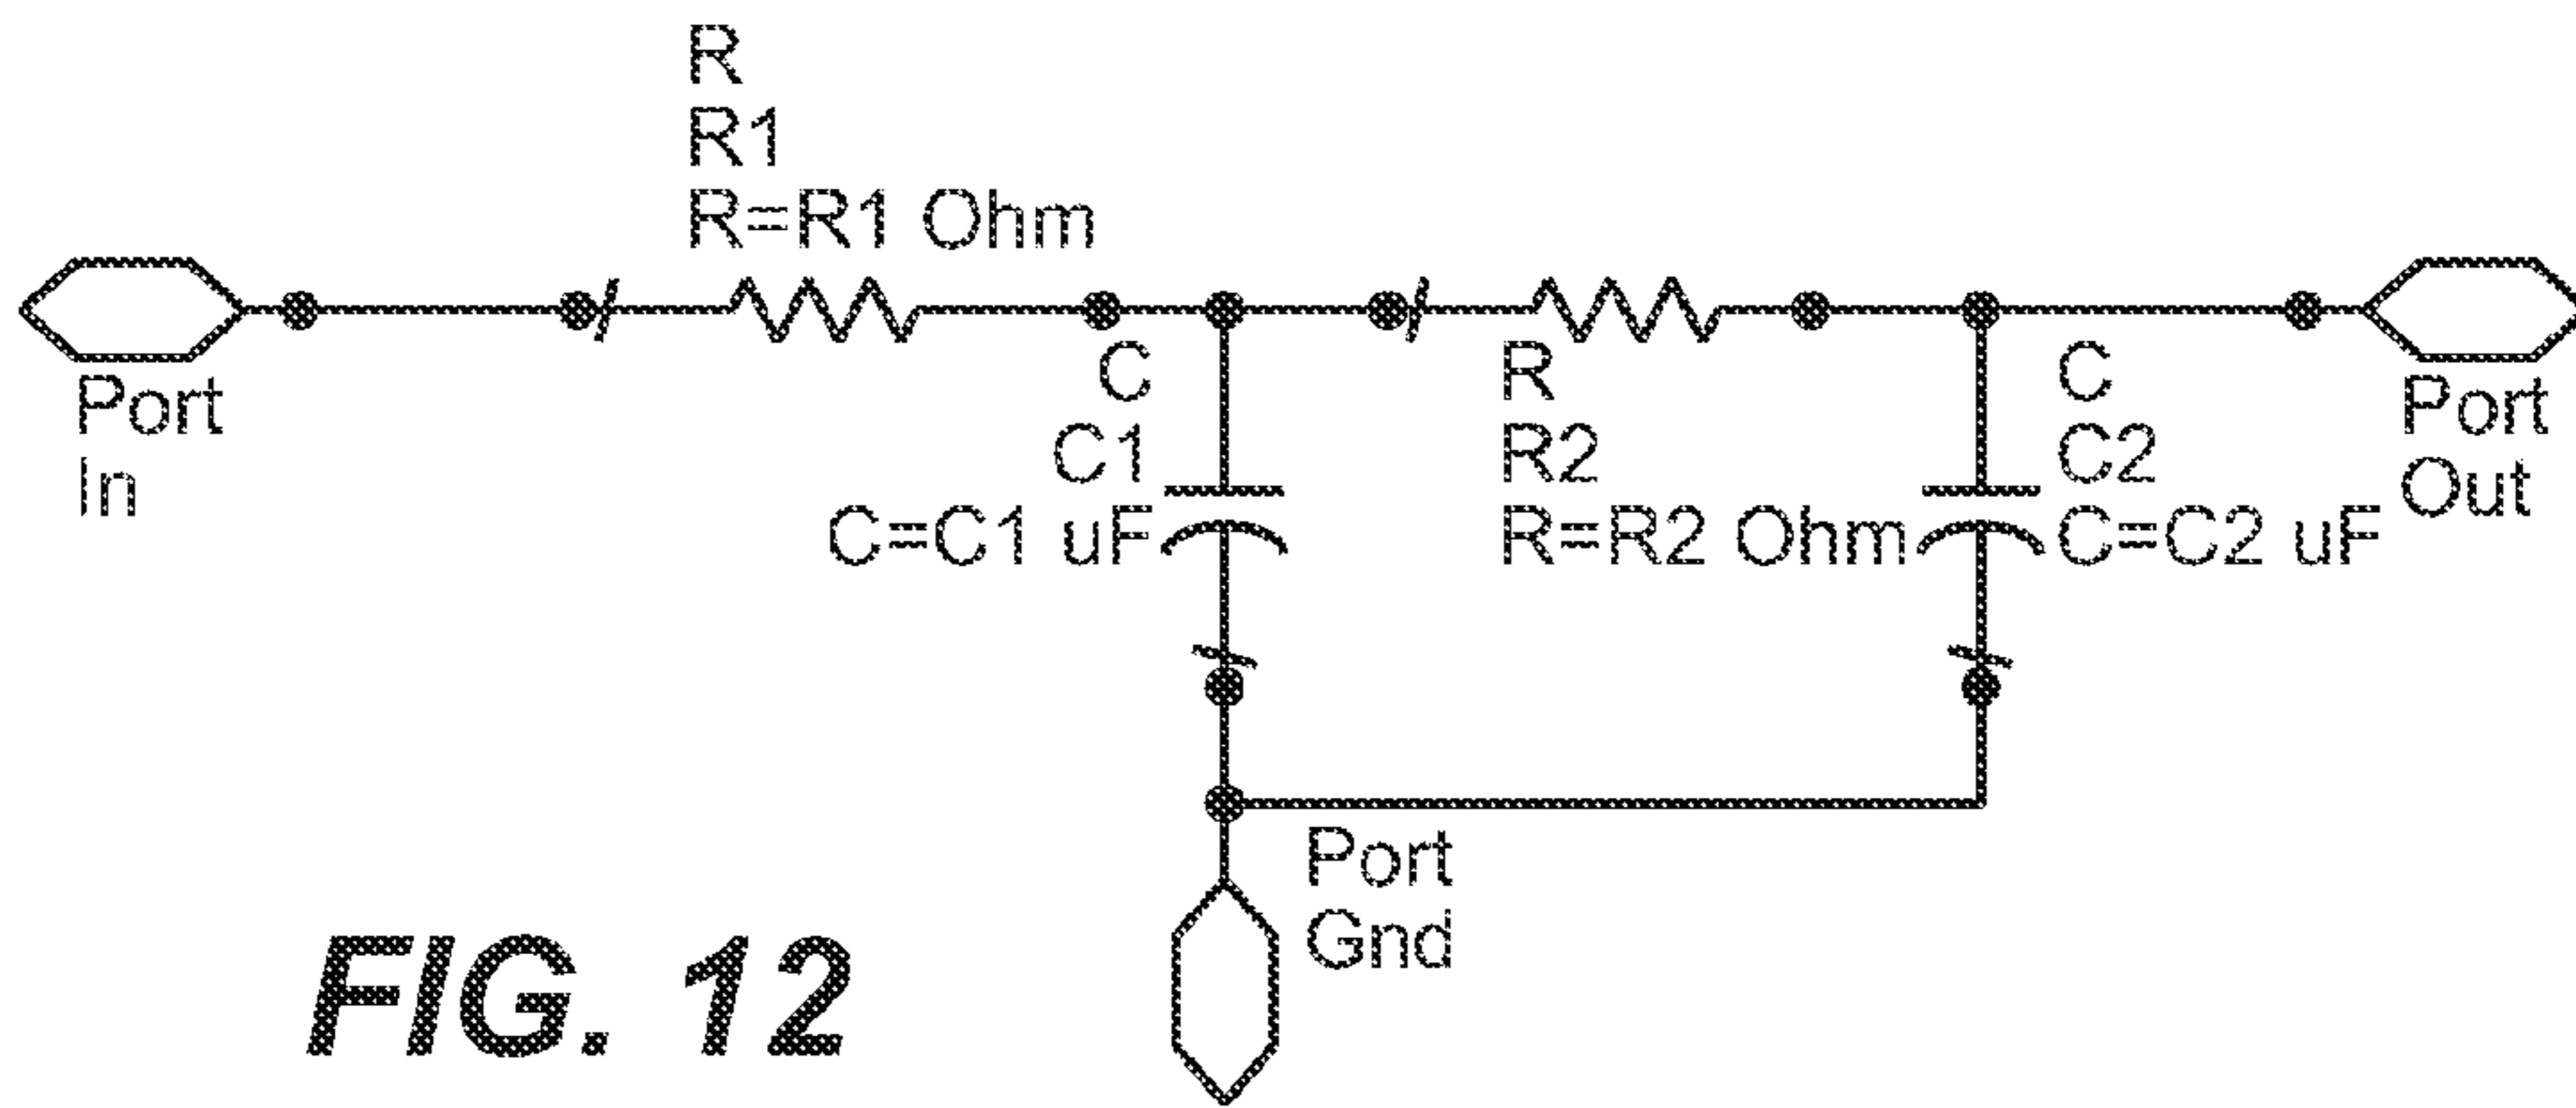 R
R1
R=R1 Ohm
Port
In
C
C1
C=C1 uF
R
R2
R=R2 Ohm
C
C2
C=C2 uF
Port
Out
Port
Gnd
FIG. 12